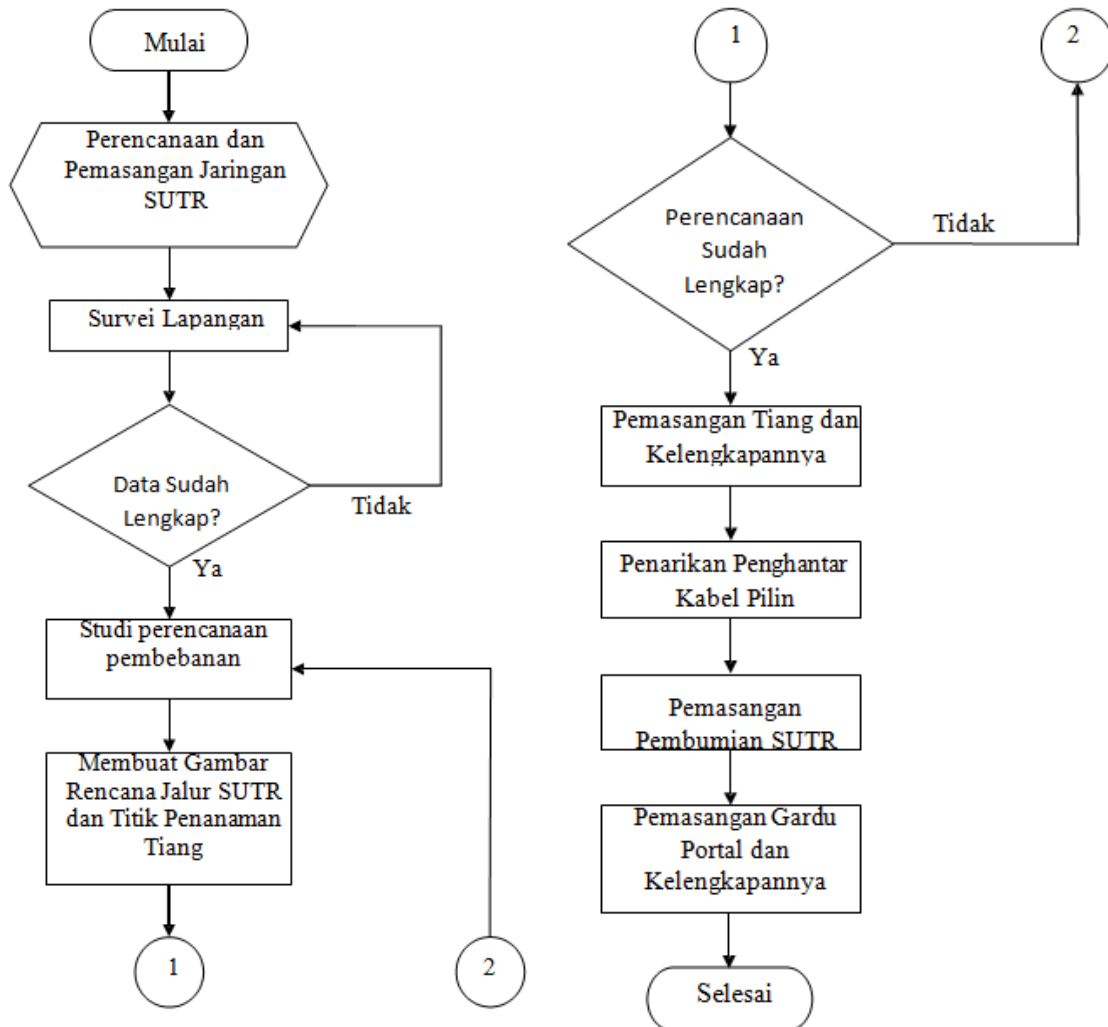 Mulai
Perencanaan dan
Pemasangan Jaringan
SUTR
Survei Lapangan
Data Sudah
Lengkap?
Tidak
Ya
Studi perencanaan
pembebanan
Membuat Gambar
Rencana Jalur SUTR
dan Titik Penanaman
Tiang
1
2
1
2
Perencanaan
Sudah
Lengkap?
Tidak
Ya
Pemasangan Tiang dan
Kelengkapannya
Penarikan Penghantar
Kabel Pilin
Pemasangan
Pembumian SUTR
Pemasangan Gardu
Portal dan
Kelengkapannya
Selesai